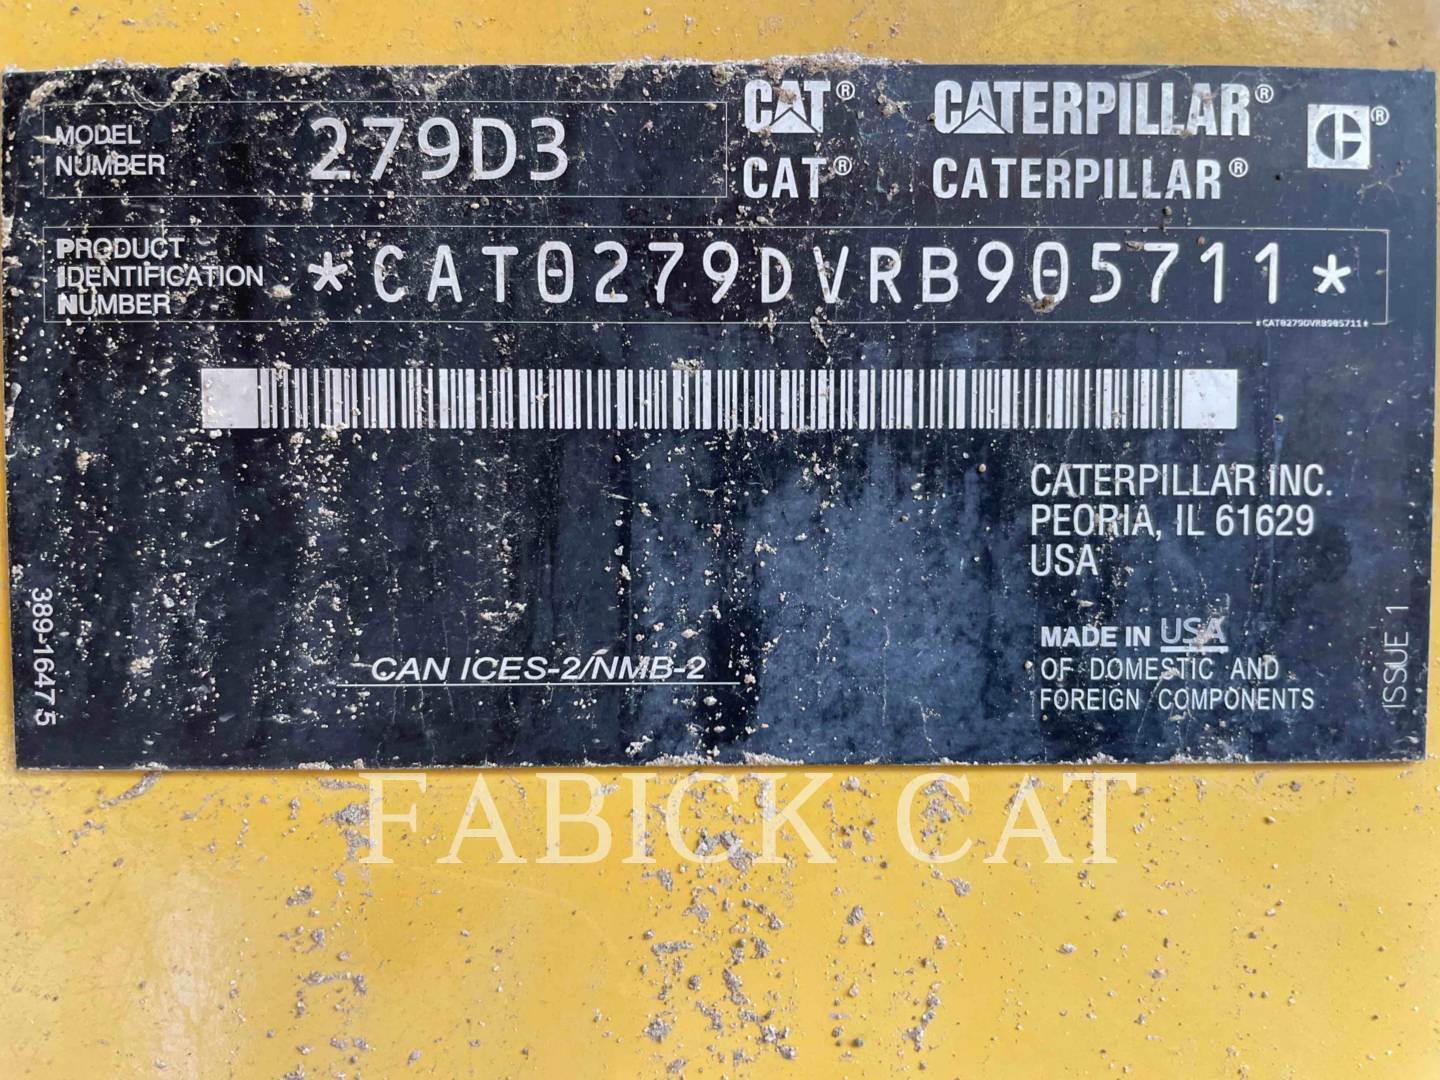 MODEL
NUMBER
279D3
CAT® CATERPILLAR® ®
CAT® CATERPILLAR®
PRODUCT
IDENTIFICATION
NUMBER
*CAT0279DVRB905711*
*CAT0279DVRB905711*
CATERPILLAR INC.
PEORIA, IL 61629
USA
MADE IN USA
OF DOMESTIC AND
FOREIGN COMPONENTS
CAN ICES-2/NMB-2
389-1647 5
ISSUE 1
FABICK CAT